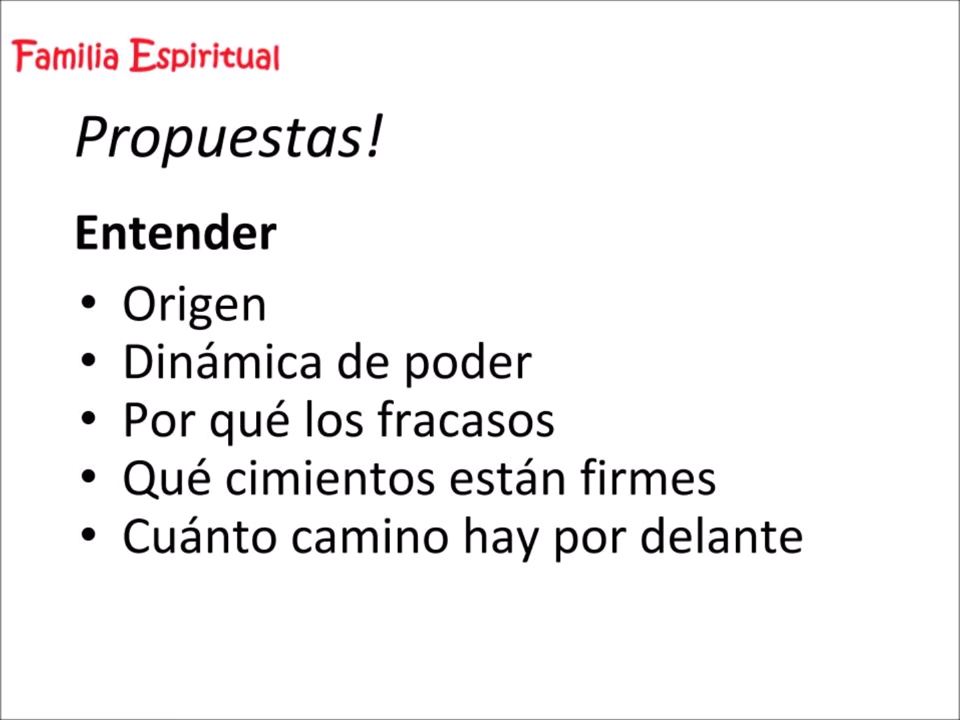 Familia Espiritual
Propuestas!
Entender
• Origen
• Dinámica de poder
• Por qué los fracasos
• Qué cimientos están firmes
• Cuánto camino hay por delante